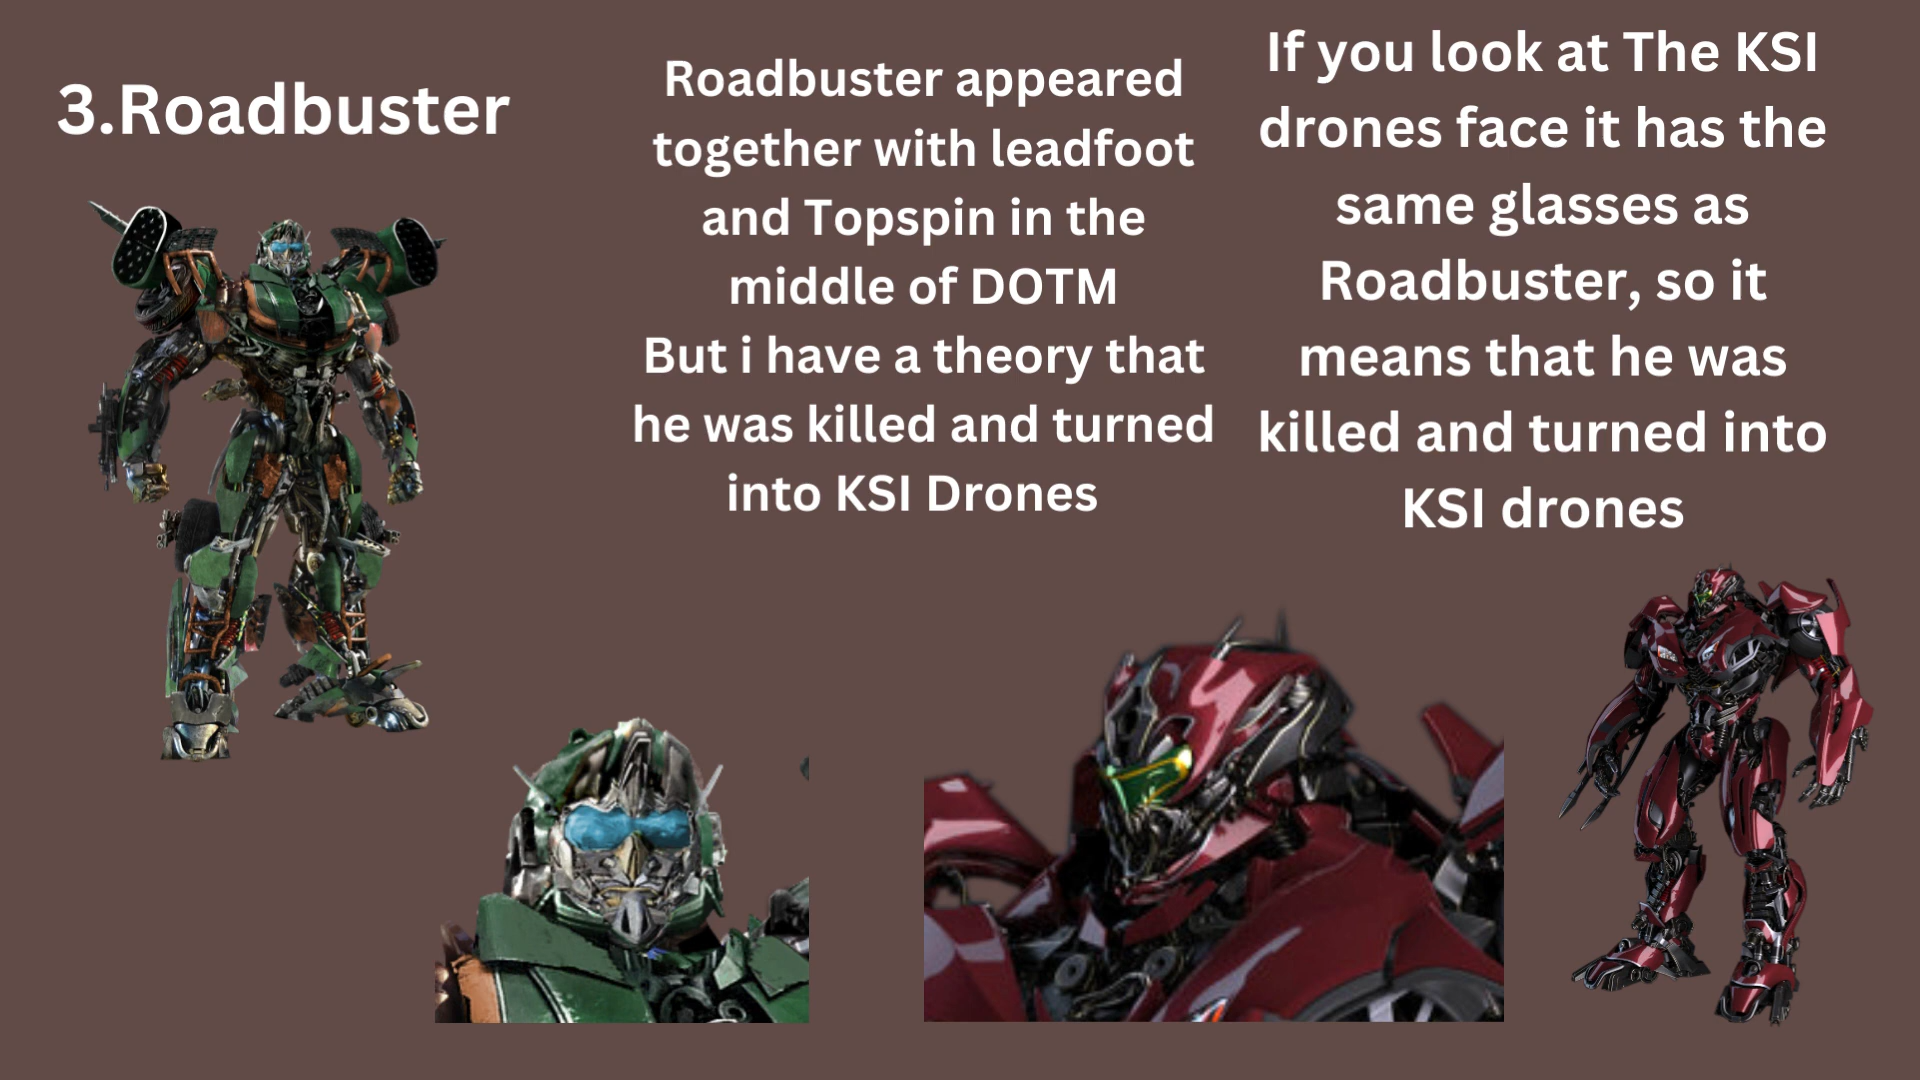 3.Roadbuster
Roadbuster appeared
together with leadfoot
and Topspin in the
middle of DOTM
But i have a theory that
he was killed and turned
into KSI Drones
If you look at The KSI
drones face it has the
same glasses as
Roadbuster, so it
means that he was
killed and turned into
KSI drones